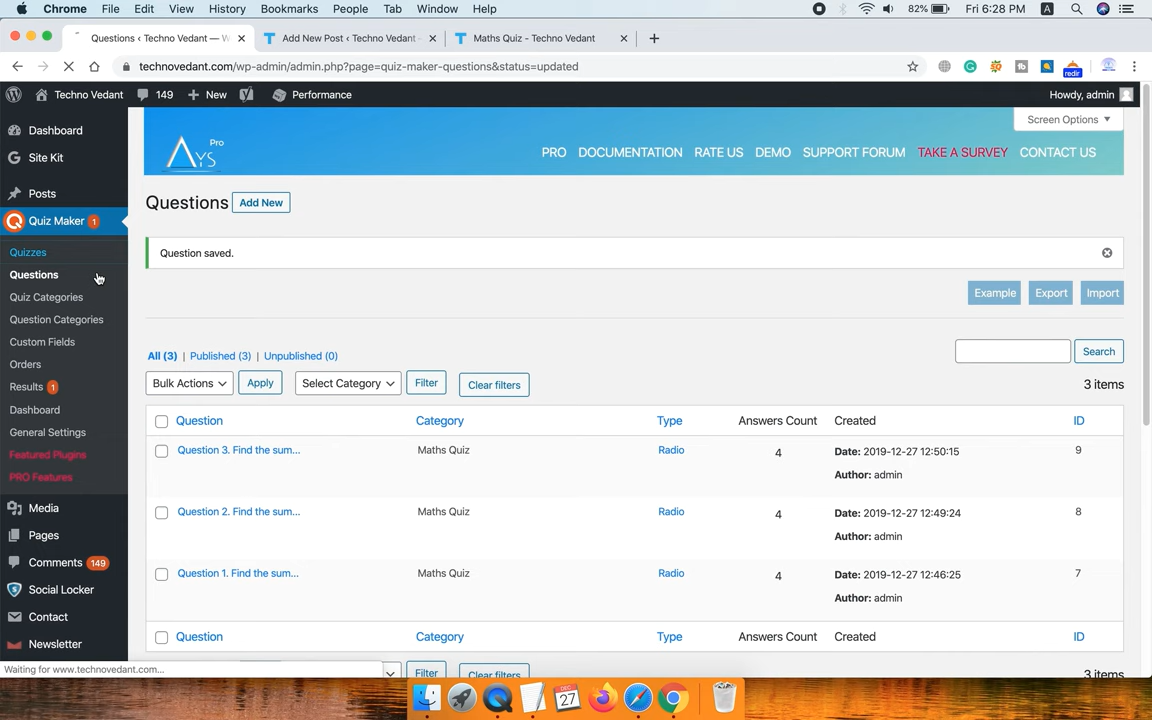 Chrome File Edit View History Bookmarks People Tab Window Help 82% Fri 6:28 PM A
Questions ‹ Techno Vedant — W
Add New Post ‹ Techno Vedant -
Maths Quiz - Techno Vedant
technovedant.com/wp-admin/admin.php?page=quiz-maker-questions&status=updated
redir
Techno Vedant 149 New Performance Howdy, admin
Dashboard
Site Kit
Posts
Quiz Maker 1
Quizzes
Questions
Quiz Categories
Question Categories
Custom Fields
Orders
Results 1
Dashboard
General Settings
Featured Plugins
PRO Features
Media
Pages
Comments 149
Social Locker
Contact
Newsletter
Waiting for www.technovedant.com...
Screen Options
AYS Pro
PRO DOCUMENTATION RATE US DEMO SUPPORT FORUM TAKE A SURVEY CONTACT US
Questions Add New
Question saved.
Example Export Import
All (3) | Published (3) | Unpublished (0)
Search
Bulk Actions Apply Select Category Filter Clear filters
3 items
Question Category Type Answers Count Created ID
Question 3. Find the sum... Maths Quiz Radio 4 Date: 2019-12-27 12:50:15 9
Author: admin
Question 2. Find the sum... Maths Quiz Radio 4 Date: 2019-12-27 12:49:24 8
Author: admin
Question 1. Find the sum... Maths Quiz Radio 4 Date: 2019-12-27 12:46:25 7
Author: admin
Question Category Type Answers Count Created ID
Filter Clear filters
3 items
DEC
27